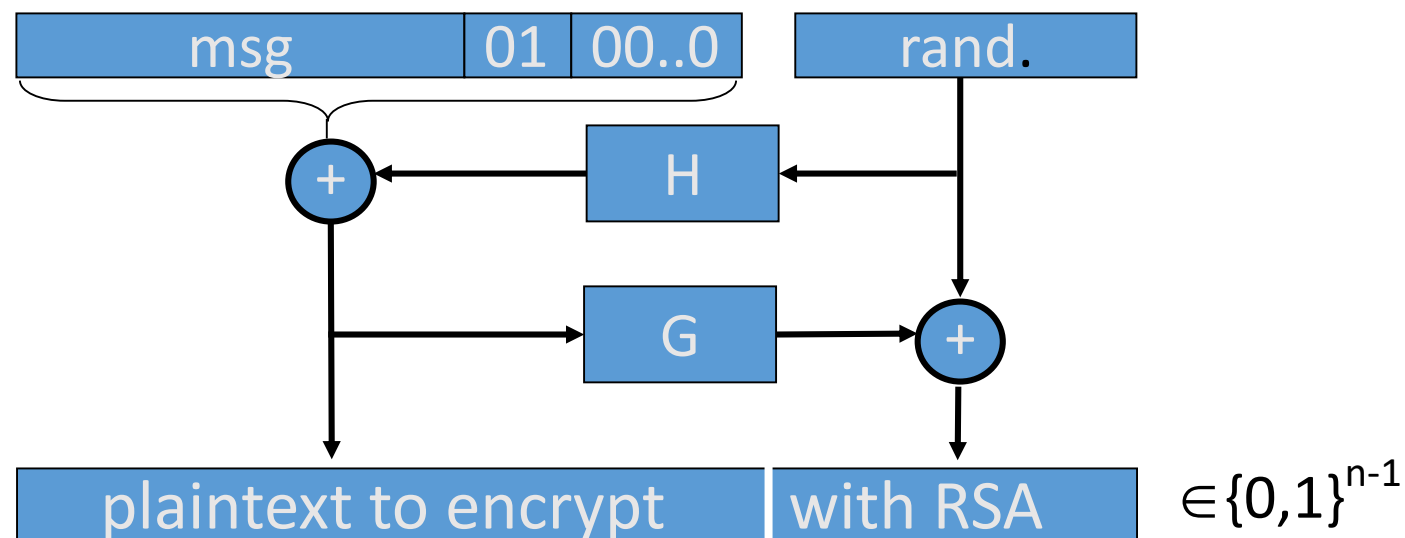 msg 01 00..0 rand.
+ H
G +
plaintext to encrypt with RSA ∈{0,1}ⁿ⁻¹